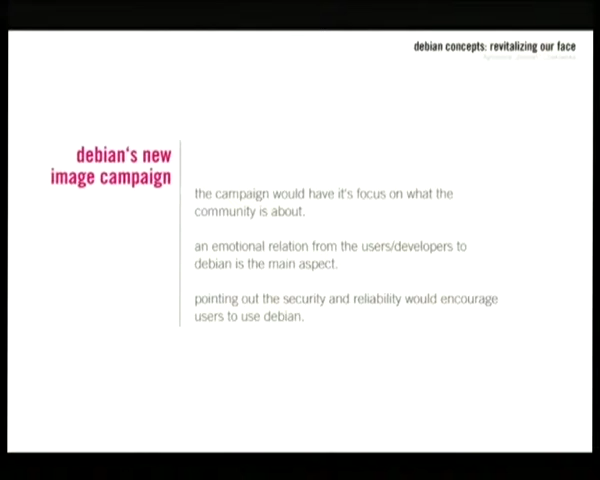 debian concepts: revitalizing our face
debian's new
image campaign
the campaign would have it's focus on what the
community is about.
an emotional relation from the users/developers to
debian is the main aspect.
pointing out the security and reliability would encourage
users to use debian.